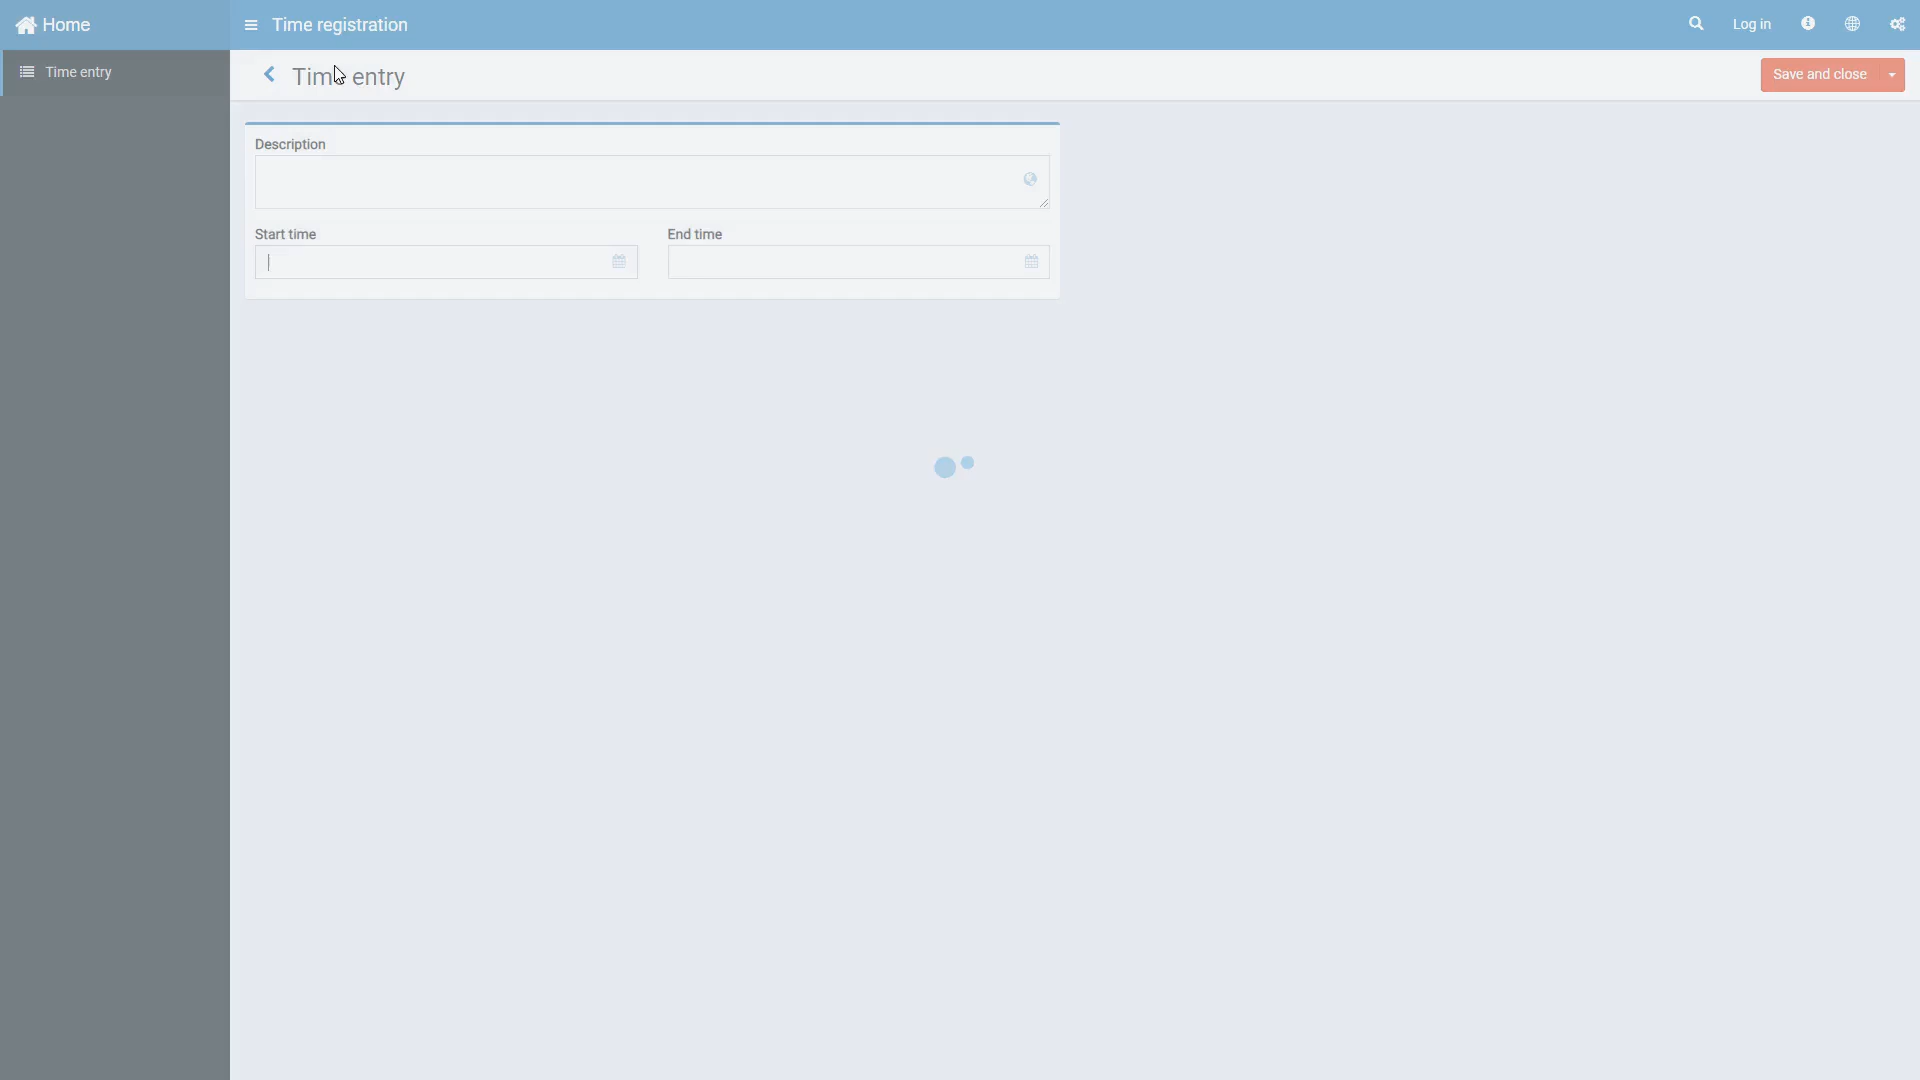 Home
Time registration
Log in
Time entry
Time entry
Save and close
Description
Start time
End time